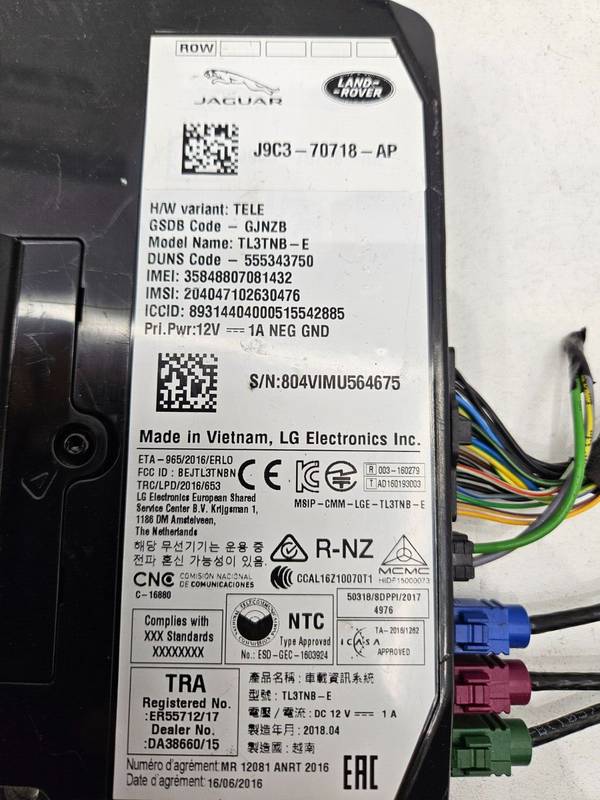 ROW
JAGUAR
LAND-
=ROVER
J9C3-70718-AP
H/W variant: TELE
GSDB Code - GJNZB
Model Name: TL3TNB-E
DUNS Code - 555343750
IMEI: 35848807081432
IMSI: 204047102630476
ICCID: 89314404000515542885
Pri.Pwr:12V ⎓ 1A NEG GND
S/N:804VIMU564675
Made in Vietnam, LG Electronics Inc.
ETA-965/2016/ERLO
FCC ID : BEJTL3TNBN
TRC/LPD/2016/653
LG Electronics European Shared
Service Center B.V. Krijgsman 1,
1186 DM Amstelveen,
The Netherlands
CE
R 003-160279
T AD160193003
MSIP-CMM-LGE-TL3TNB-E
해당 무선기기는 운용 중
전파 혼신 가능성이 있음.
R-NZ
MCMC
HIDF15000073
CNC COMISIÓN NACIONAL
DE COMUNICACIONES
C-16880
CCAL16Z10070T1
Complies with
XXX Standards
XXXXXXXX
NTC
Type Approved
No.: ESD-GEC-1603924
50318/SDPPI/2017
4976
ICASA
TA-2016/1262
APPROVED
TRA
Registered No.
:ER55712/17
Dealer No.
:DA38660/15
產品名稱: 車載資訊系統
型號: TL3TNB-E
電壓/電流: DC 12V ⎓ 1A
製造年月: 2018.04
製造國: 越南
Numéro d'agrément:MR 12081 ANRT 2016
Date d'agrément: 16/06/2016
EAC